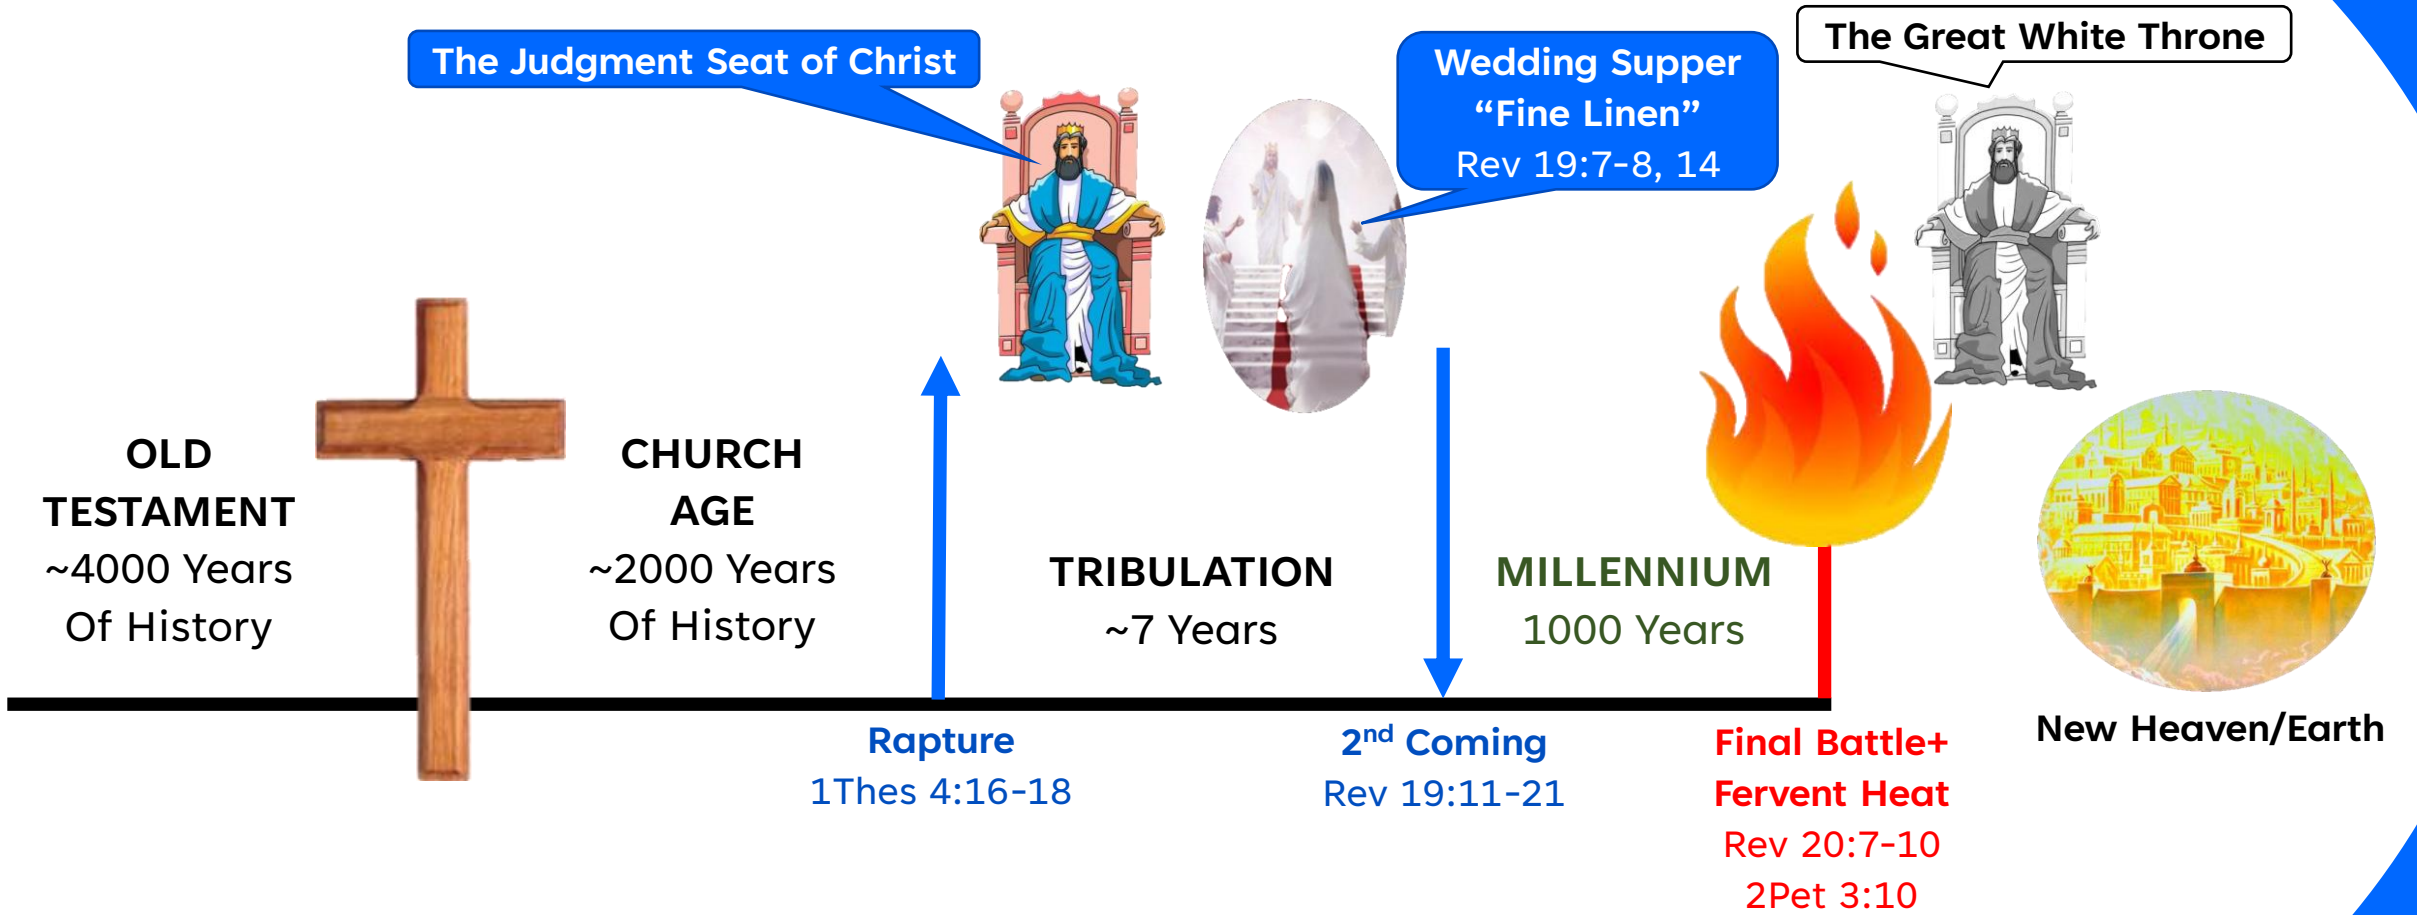 The Judgment Seat of Christ
Wedding Supper
“Fine Linen”
Rev 19:7-8, 14
The Great White Throne
OLD
TESTAMENT
~4000 Years
Of History
CHURCH
AGE
~2000 Years
Of History
TRIBULATION
~7 Years
MILLENNIUM
1000 Years
Rapture
1Thes 4:16-18
2nd Coming
Rev 19:11-21
Final Battle+
Fervent Heat
Rev 20:7-10
2Pet 3:10
New Heaven/Earth